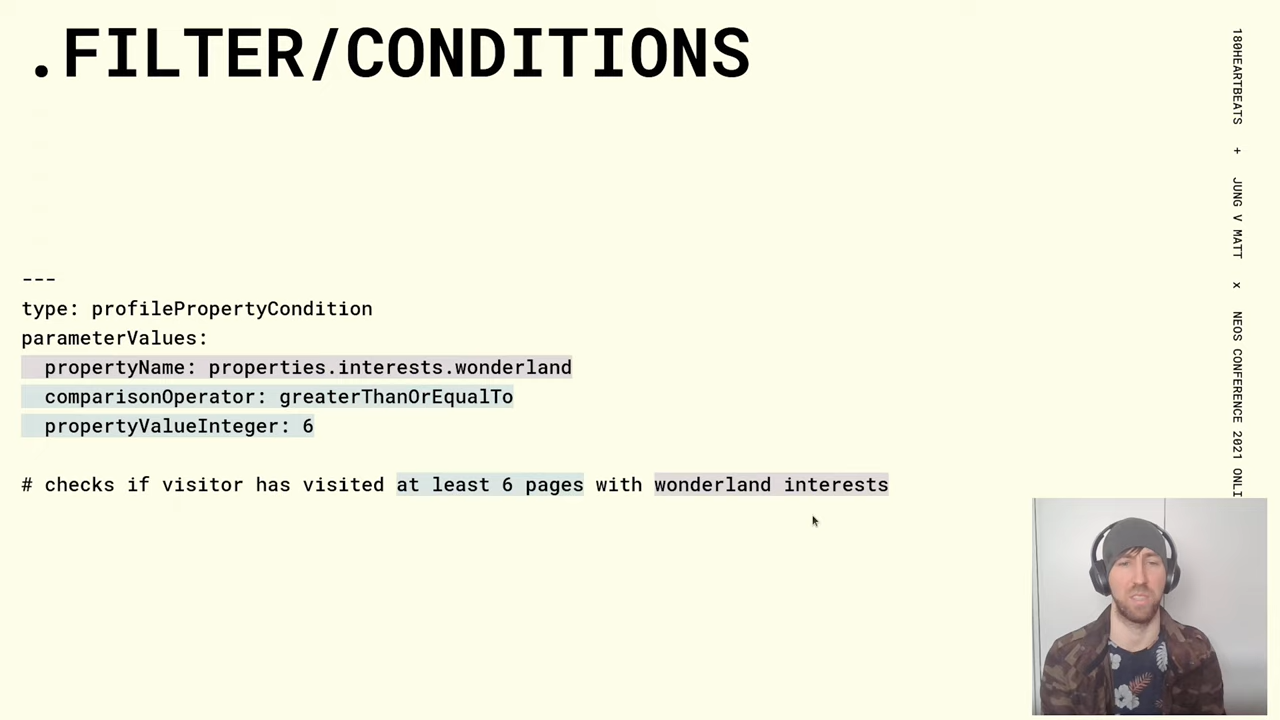 .FILTER/CONDITIONS
---
type: profilePropertyCondition
parameterValues:
propertyName: properties.interests.wonderland
comparisonOperator: greaterThanOrEqualTo
propertyValueInteger: 6
# checks if visitor has visited at least 6 pages with wonderland interests
180HEARTBEATS + JUNG V MATT x NEOS CONFERENCE 2021 ONLI